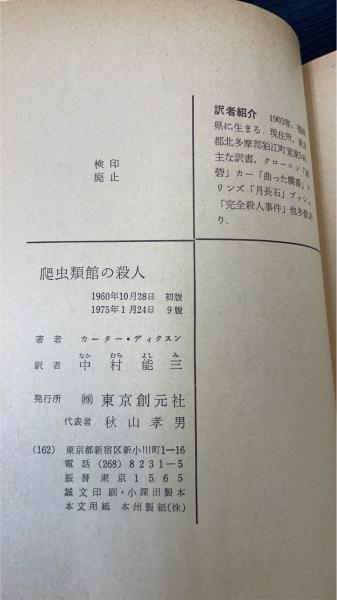 訳者紹介 1903年,
県に生まる. 現住所, 東京
都北多摩郡狛江町
主な訳書, クローニン「
砦」カー「曲った蝶番」コ
リンズ「月長石」ブッシュ
「完全殺人事件」他多数あ
り.
検印
廃止
爬虫類館の殺人
1960年10月28日 初版
1975年1月24日 9版
著者 カーター・ディクスン
なか むら よし み
訳者 中村能三
発行所 ㈱東京創元社
代表者 秋山孝男
(162) 東京都新宿区新小川町1—16
電話 (268) 8231—5
振替 東京1565
誠文印刷・小深田製本
本文用紙 本州製紙(株)